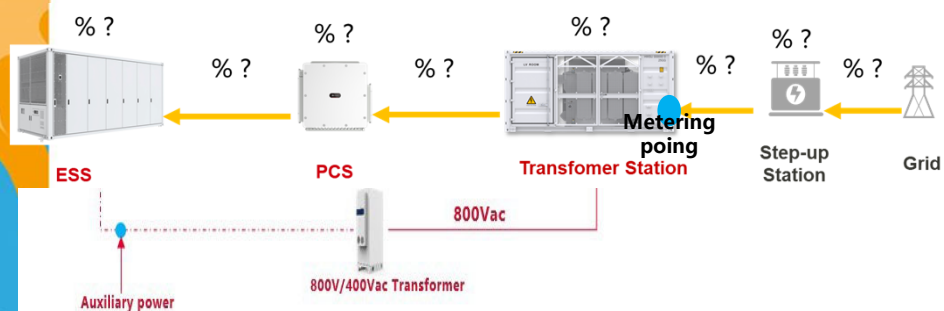 % ?
% ?
% ?
% ?
% ?
% ?
% ?
% ?
Metering
poing
ESS
PCS
Transfomer Station
Step-up
Station
Grid
800Vac
800V/400Vac Transformer
Auxiliary power